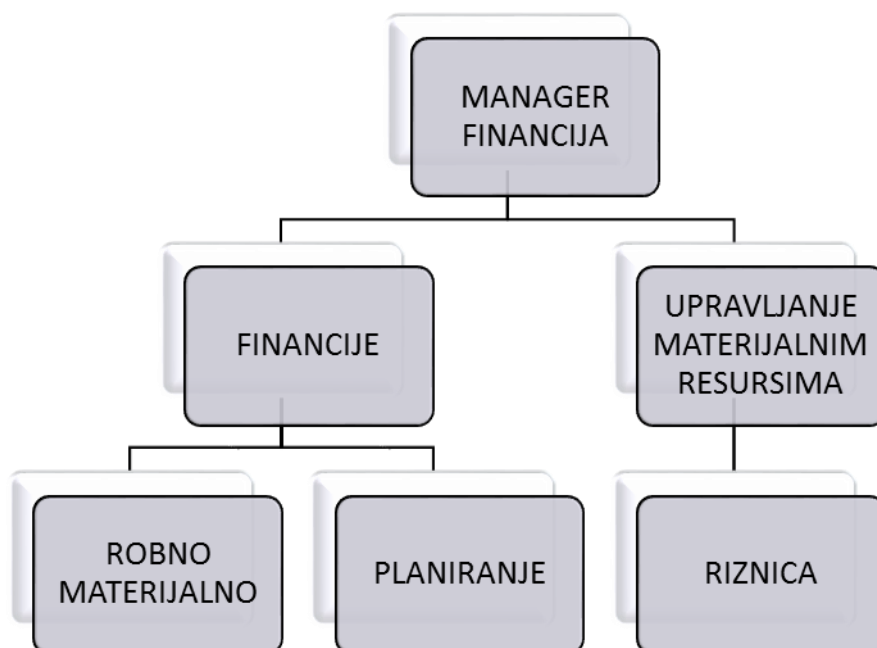 MANAGER
FINANCIJA
FINANCIJE
UPRAVLJANJE
MATERIJALNIM
RESURSIMA
ROBNO
MATERIJALNO
PLANIRANJE
RIZNICA